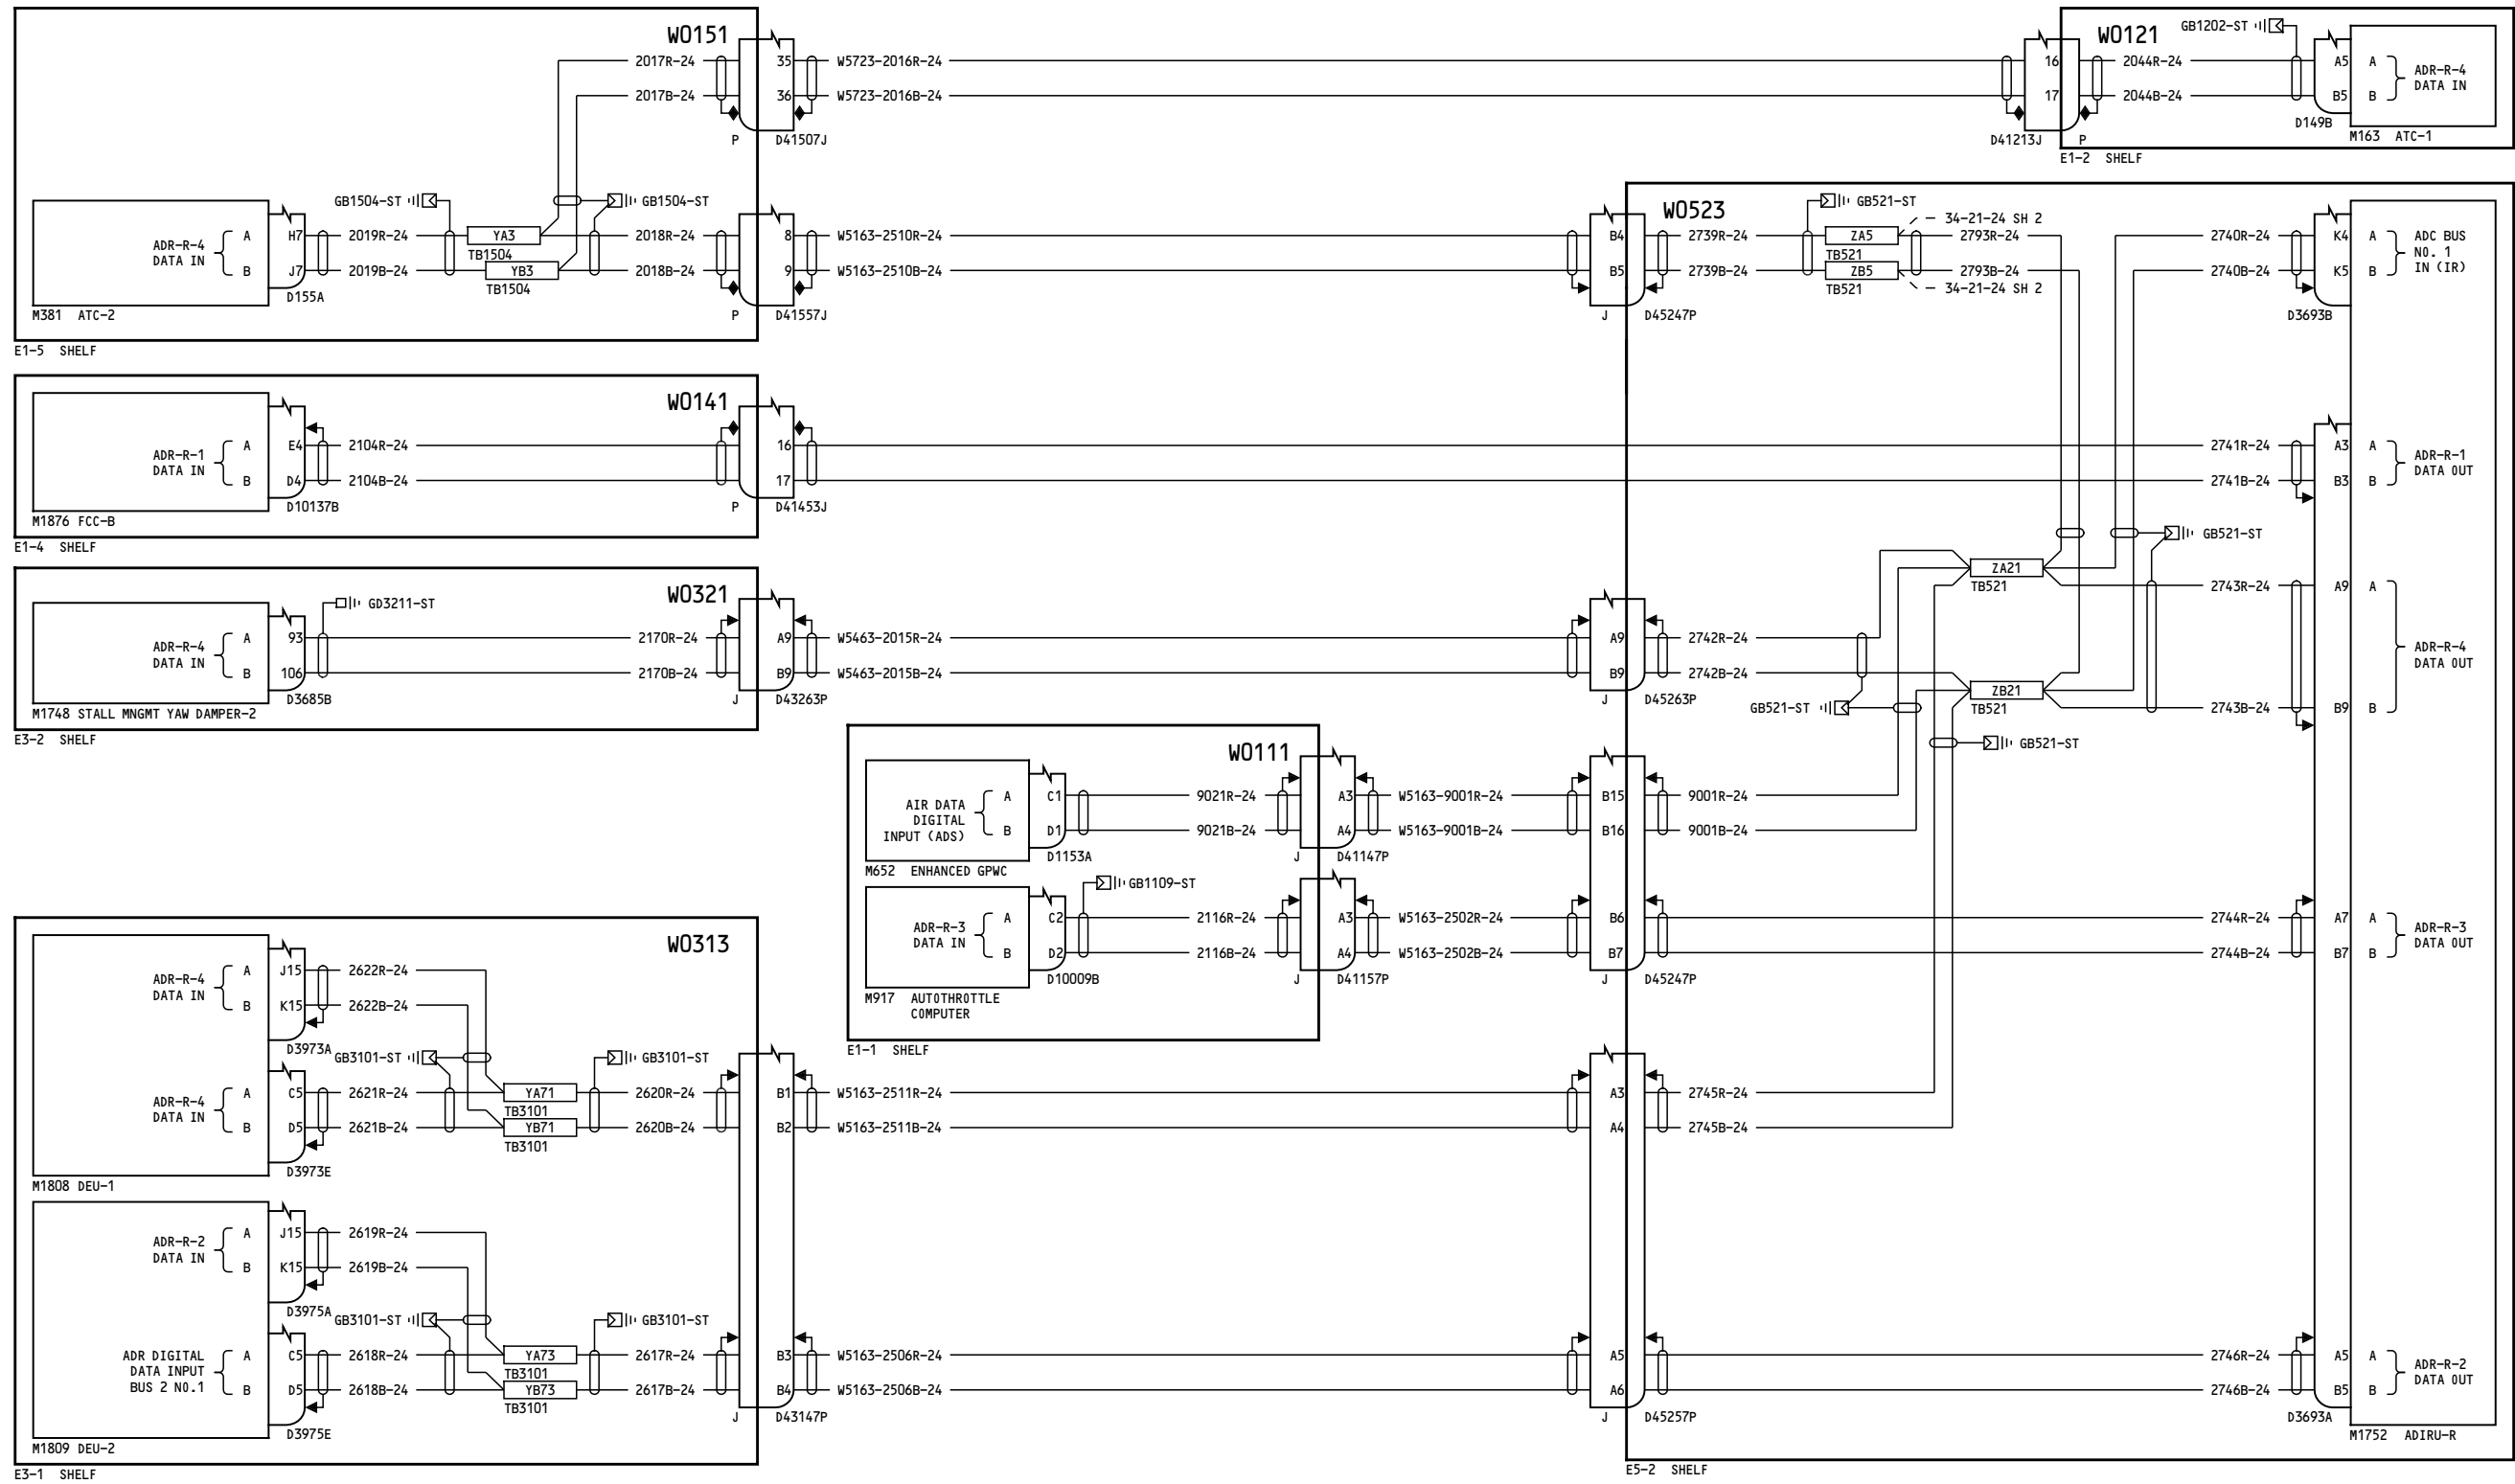 W0151
2017R-24
35
W5723-2016R-24
2017B-24
36
W5723-2016B-24
P
D41507J
16
W0121
2044R-24
17
2044B-24
D41213J
P
GB1202-ST
A5
A
B5
B
ADR-R-4
DATA IN
D149B
M163 ATC-1
E1-2 SHELF
ADR-R-4
DATA IN
A
H7
2019R-24
B
J7
2019B-24
D155A
M381 ATC-2
GB1504-ST
YA3
TB1504
YB3
TB1504
GB1504-ST
2018R-24
8
W5163-2510R-24
2018B-24
9
W5163-2510B-24
P
D41557J
E1-5 SHELF
W0523
B4
2739R-24
B5
2739B-24
J
D45247P
GB521-ST
ZA5
TB521
ZB5
TB521
34-21-24 SH 2
2793R-24
2793B-24
34-21-24 SH 2
2740R-24
K4
A
2740B-24
K5
B
ADC BUS
NO. 1
IN (IR)
D3693B
W0141
ADR-R-1
DATA IN
A
E4
2104R-24
16
B
D4
2104B-24
17
D10137B
P
D41453J
M1876 FCC-B
E1-4 SHELF
2741R-24
A3
A
2741B-24
B3
B
ADR-R-1
DATA OUT
W0321
GD3211-ST
ADR-R-4
DATA IN
A
93
2170R-24
A9
W5463-2015R-24
B
106
2170B-24
B9
W5463-2015B-24
D3685B
J
D43263P
M1748 STALL MNGMT YAW DAMPER-2
E3-2 SHELF
A9
2742R-24
B9
2742B-24
J
D45263P
GB521-ST
ZA21
TB521
ZB21
TB521
GB521-ST
GB521-ST
2743R-24
A9
A
2743B-24
B9
B
ADR-R-4
DATA OUT
W0111
AIR DATA
DIGITAL
INPUT (ADS)
A
C1
9021R-24
A3
W5163-9001R-24
B15
9001R-24
B
D1
9021B-24
A4
W5163-9001B-24
B16
9001B-24
D1153A
J
D41147P
M652 ENHANCED GPWC
GB1109-ST
ADR-R-3
DATA IN
A
C2
2116R-24
A3
W5163-2502R-24
B6
2744R-24
A7
A
B
D2
2116B-24
A4
W5163-2502B-24
B7
2744B-24
B7
B
ADR-R-3
DATA OUT
D10009B
J
D41157P
J
D45247P
M917 AUTOTHROTTLE
COMPUTER
E1-1 SHELF
W0313
ADR-R-4
DATA IN
A
J15
2622R-24
B
K15
2622B-24
D3973A
GB3101-ST
GB3101-ST
ADR-R-4
DATA IN
A
C5
2621R-24
YA71
TB3101
2620R-24
B1
W5163-2511R-24
A3
2745R-24
B
D5
2621B-24
YB71
TB3101
2620B-24
B2
W5163-2511B-24
A4
2745B-24
D3973E
M1808 DEU-1
ADR-R-2
DATA IN
A
J15
2619R-24
B
K15
2619B-24
D3975A
GB3101-ST
GB3101-ST
ADR DIGITAL
DATA INPUT
BUS 2 NO.1
A
C5
2618R-24
YA73
TB3101
2617R-24
B3
W5163-2506R-24
A5
2746R-24
A5
A
B
D5
2618B-24
YB73
TB3101
2617B-24
B4
W5163-2506B-24
A6
2746B-24
B5
B
ADR-R-2
DATA OUT
D3975E
J
D43147P
J
D45257P
D3693A
M1809 DEU-2
M1752 ADIRU-R
E3-1 SHELF
E5-2 SHELF